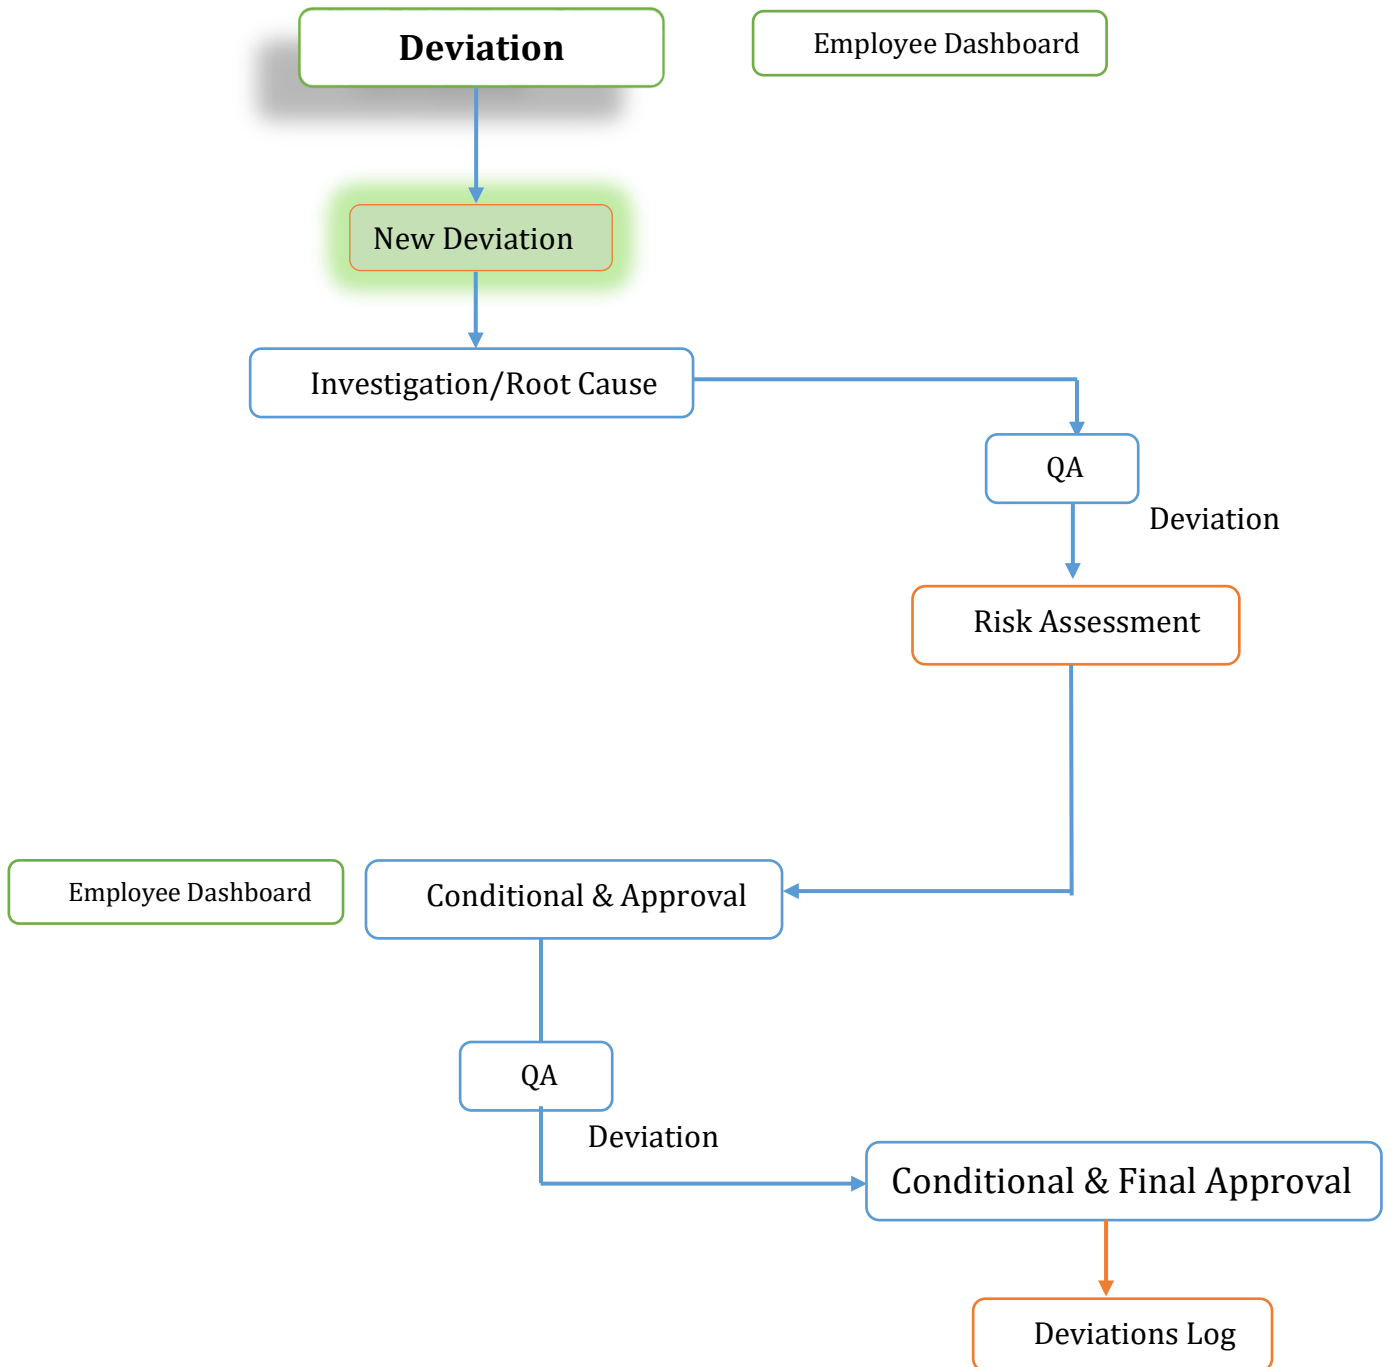 Deviation
Employee Dashboard
New Deviation
Investigation/Root Cause
QA
Deviation
Risk Assessment
Employee Dashboard
Conditional & Approval
QA
Deviation
Conditional & Final Approval
Deviations Log